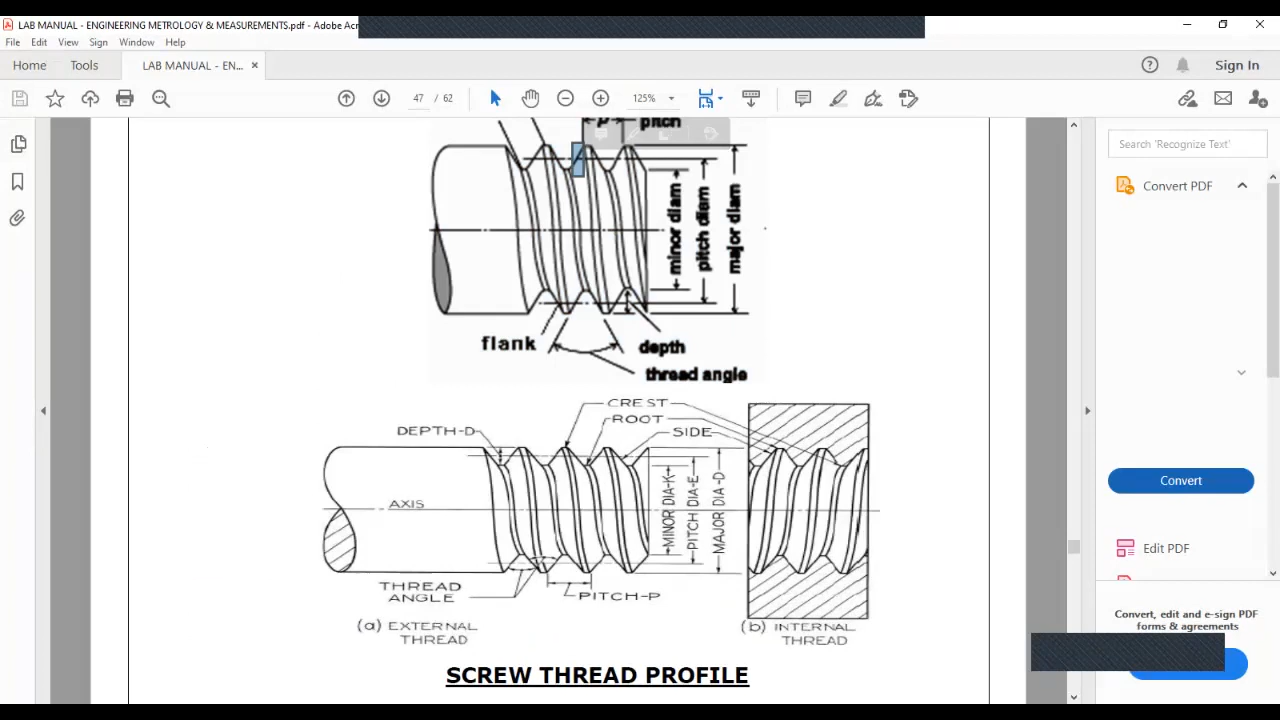 LAB MANUAL - ENGINEERING METROLOGY & MEASUREMENTS.pdf - Adobe Acr
File Edit View Sign Window Help
Home Tools LAB MANUAL - EN... × Sign In
47 / 62 125%
Search 'Recognize Text'
Convert PDF
Convert
Edit PDF
Convert, edit and e-sign PDF
forms & agreements
P pitch
minor diam
pitch diam
major diam
flank
depth
thread angle
CREST
ROOT
DEPTH-D
SIDE
AXIS
MINOR DIA-K
PITCH DIA-E
MAJOR DIA-D
THREAD
ANGLE
PITCH-P
(a) EXTERNAL
THREAD
(b) INTERNAL
THREAD
SCREW THREAD PROFILE